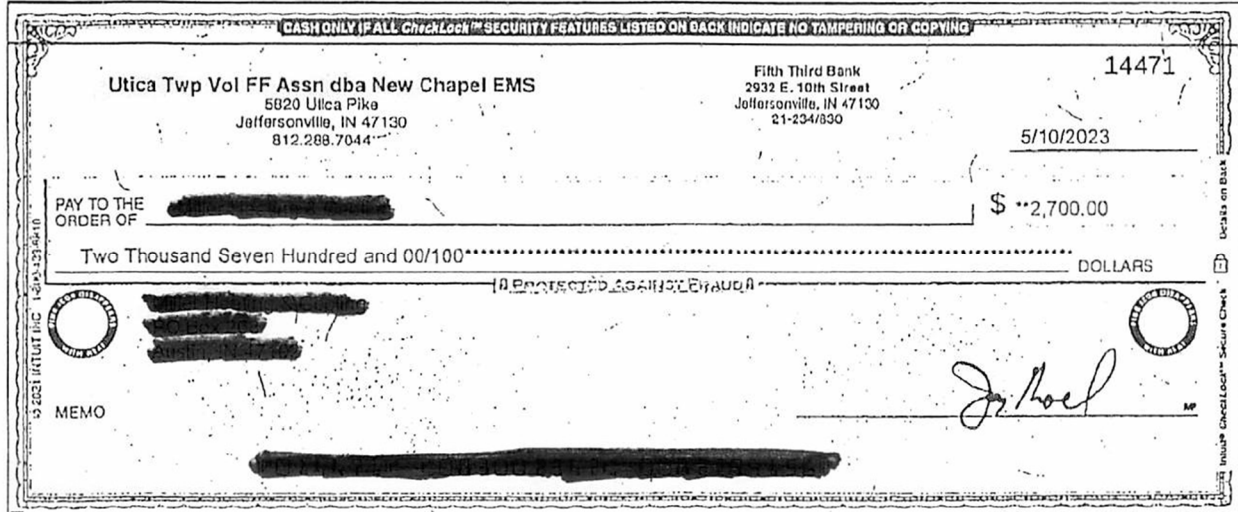 CASH ONLY IF ALL CheckLock™ SECURITY FEATURES LISTED ON BACK INDICATE NO TAMPERING OR COPYING
14471
Utica Twp Vol FF Assn dba New Chapel EMS
5820 Utica Pike
Jeffersonville, IN 47130
812.288.7044
Fifth Third Bank
2932 E. 10th Street
Jeffersonville, IN 47130
21-234/830
5/10/2023
PAY TO THE
ORDER OF
$ **2,700.00
Two Thousand Seven Hundred and 00/100
DOLLARS
PROTECTED AGAINST FRAUD
MEMO
MP
© 2021 INTUIT INC
Intuit® CheckLock™ Secure Check
Details on Back